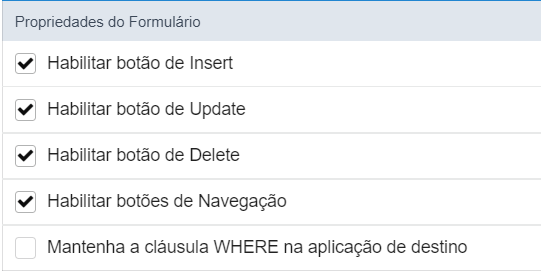 Propriedades do Formulário
Habilitar botão de Insert
Habilitar botão de Update
Habilitar botão de Delete
Habilitar botões de Navegação
Mantenha a cláusula WHERE na aplicação de destino